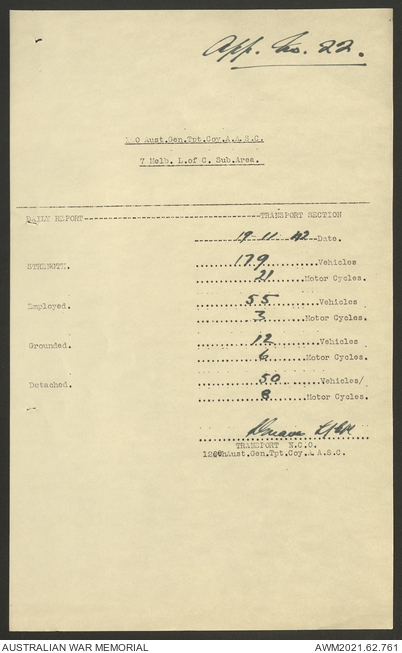 App. No. 22.
Aust.Gen.Tpt.Coy.A.A.S.C.
7 Melb. L.of C. Sub.Area.
DAILY REPORT---TRANSPORT SECTION
19-11-42 Date.
STRENGTH. 179 Vehicles
21 Motor Cycles.
Employed. 55 Vehicles
3 Motor Cycles.
Grounded. 12 Vehicles
6 Motor Cycles.
Detached. 50 Vehicles/
8 Motor Cycles.
TRANSPORT N.C.O.
Aust.Gen.Tpt.Coy.A.A.S.C.
AUSTRALIAN WAR MEMORIAL AWM2021.62.761